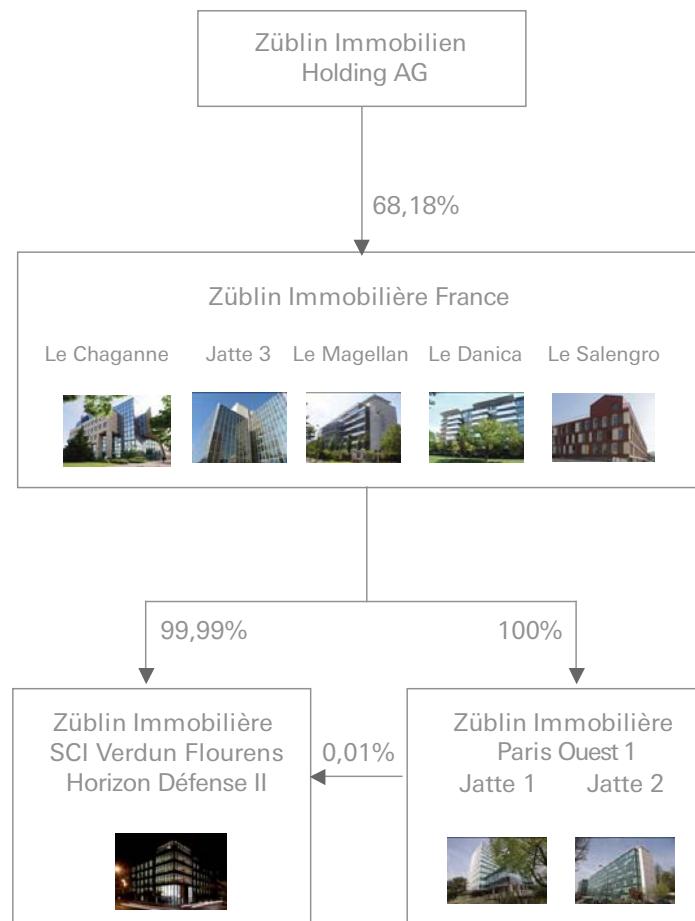 Züblin Immobilien
Holding AG
68,18%
Züblin Immobilière France
Le Chaganne Jatte 3 Le Magellan Le Danica Le Salengro
99,99% 100%
Züblin Immobilière
SCI Verdun Flourens
Horizon Défense II
0,01%
Züblin Immobilière
Paris Ouest 1
Jatte 1 Jatte 2